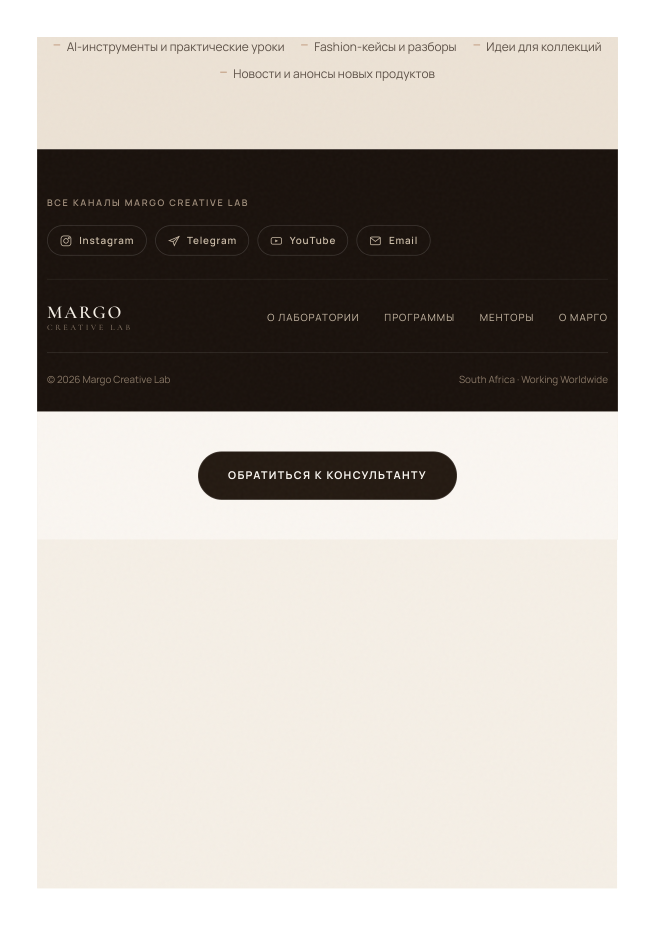 – AI-инструменты и практические уроки – Fashion-кейсы и разборы – Идеи для коллекций
– Новости и анонсы новых продуктов
ВСЕ КАНАЛЫ MARGO CREATIVE LAB
Instagram Telegram YouTube Email
MARGO
CREATIVE LAB
О ЛАБОРАТОРИИ ПРОГРАММЫ МЕНТОРЫ О МАРГО
© 2026 Margo Creative Lab South Africa · Working Worldwide
ОБРАТИТЬСЯ К КОНСУЛЬТАНТУ